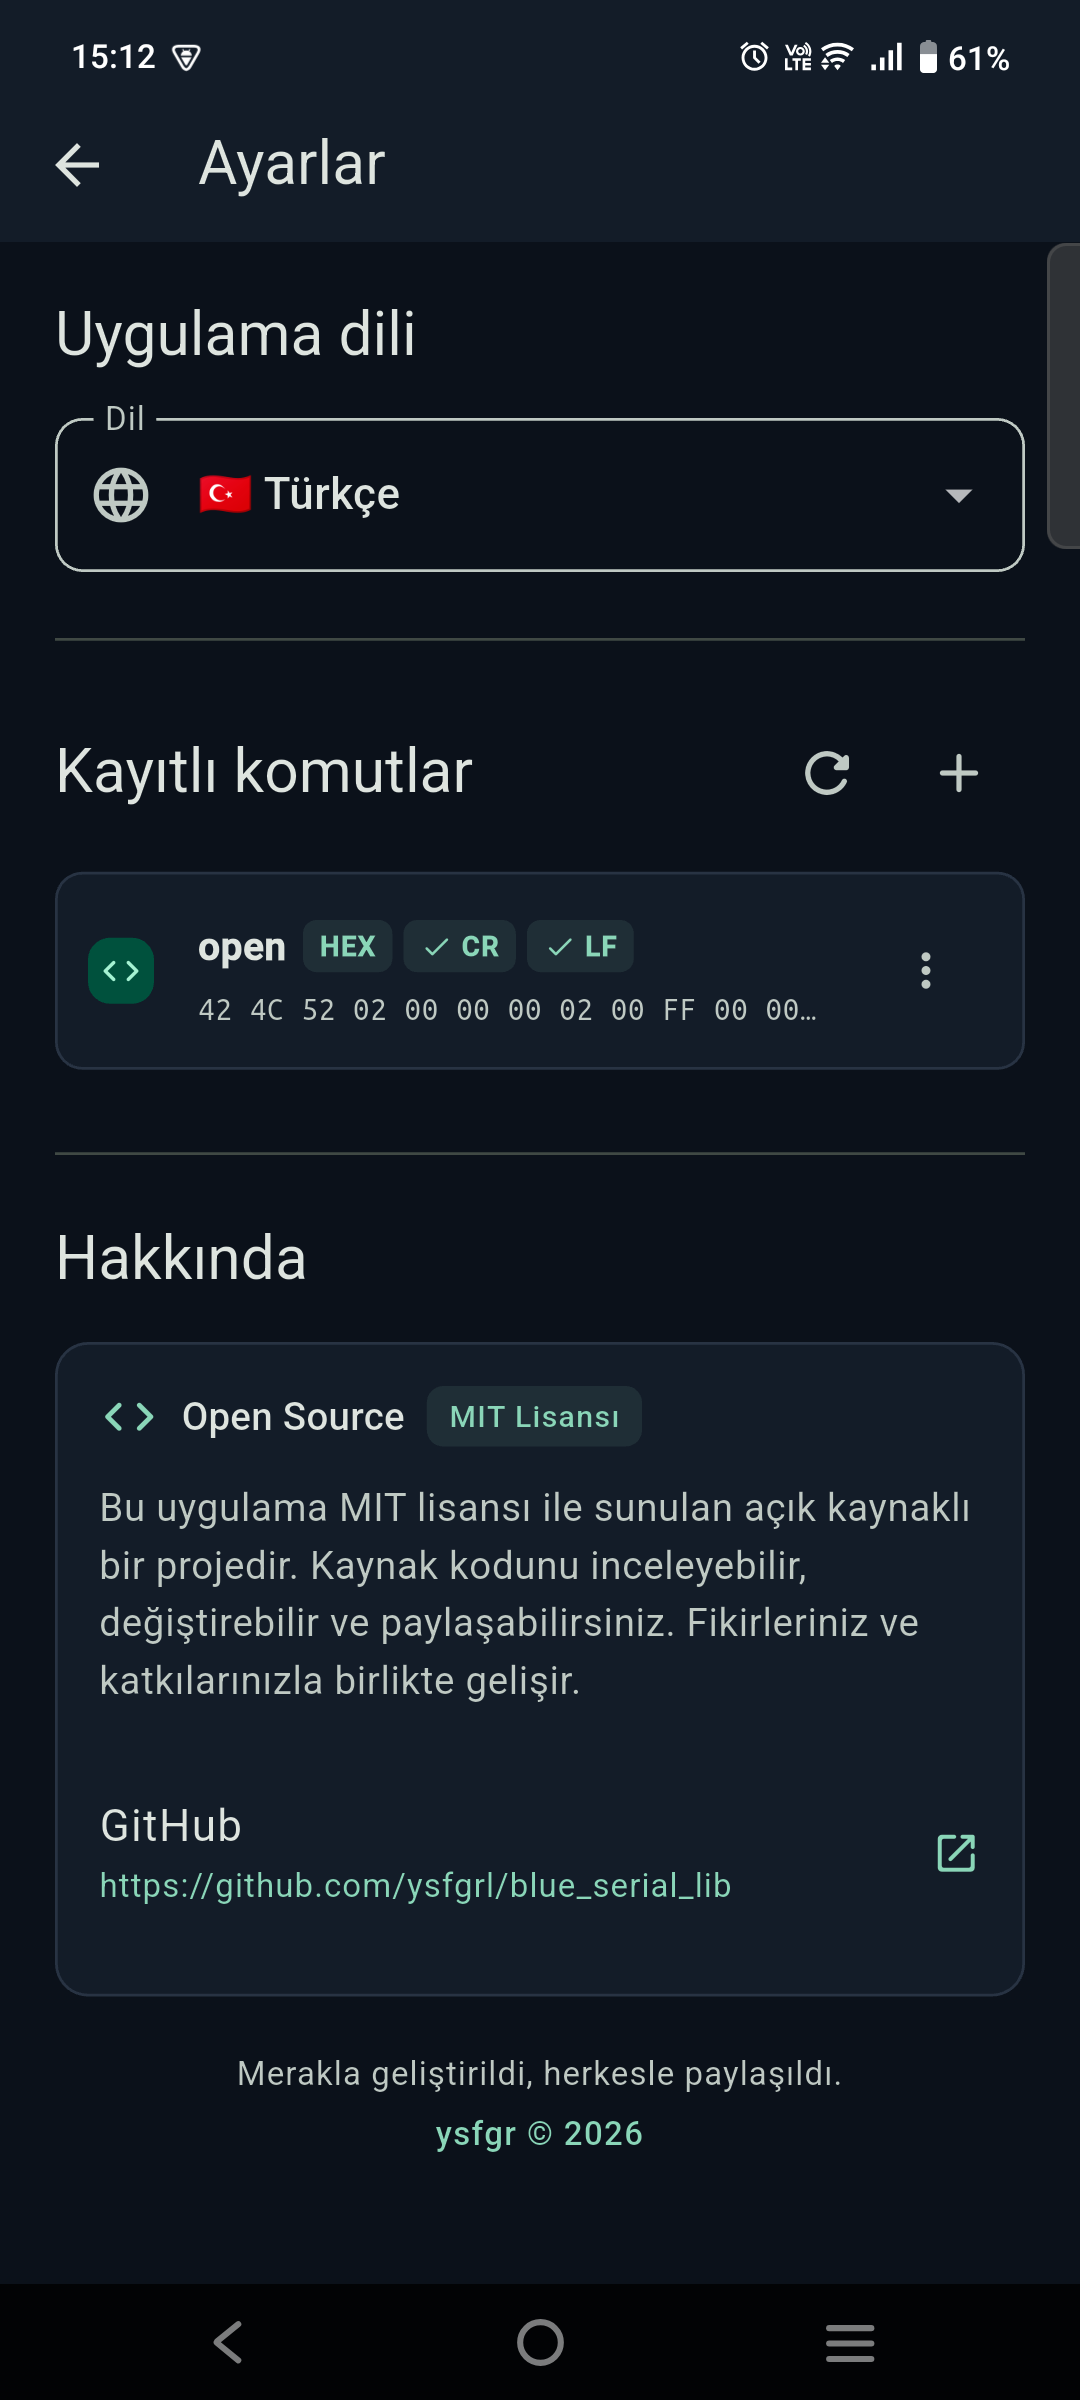 15:12
VoLTE
61%
Ayarlar
Uygulama dili
Dil
🇹🇷 Türkçe
Kayıtlı komutlar
open HEX ✓ CR ✓ LF
42 4C 52 02 00 00 00 02 00 FF 00 00…
Hakkında
Open Source MIT Lisansı
Bu uygulama MIT lisansı ile sunulan açık kaynaklı
bir projedir. Kaynak kodunu inceleyebilir,
değiştirebilir ve paylaşabilirsiniz. Fikirleriniz ve
katkılarınızla birlikte gelişir.
GitHub
https://github.com/ysfgrl/blue_serial_lib
Merakla geliştirildi, herkesle paylaşıldı.
ysfgr © 2026